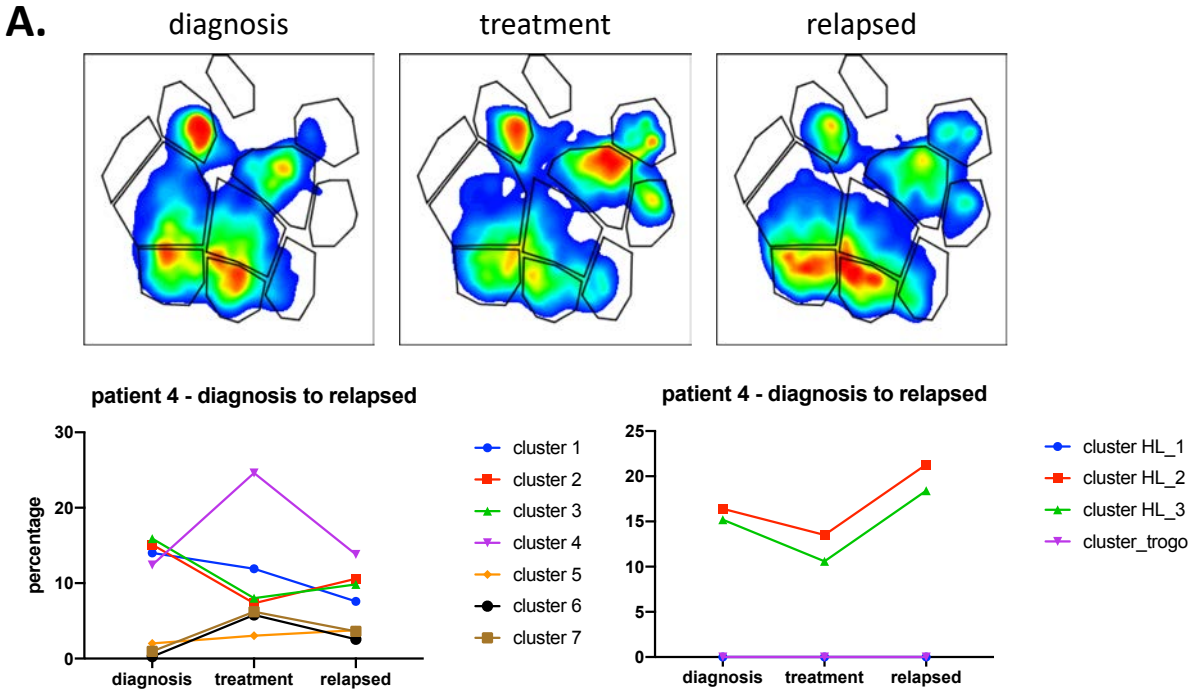 A.
diagnosis
treatment
relapsed
patient 4 - diagnosis to relapsed
30
20
10
0
percentage
diagnosis
treatment
relapsed
cluster 1
cluster 2
cluster 3
cluster 4
cluster 5
cluster 6
cluster 7
patient 4 - diagnosis to relapsed
25
20
15
10
5
0
diagnosis
treatment
relapsed
cluster HL_1
cluster HL_2
cluster HL_3
cluster_trogo